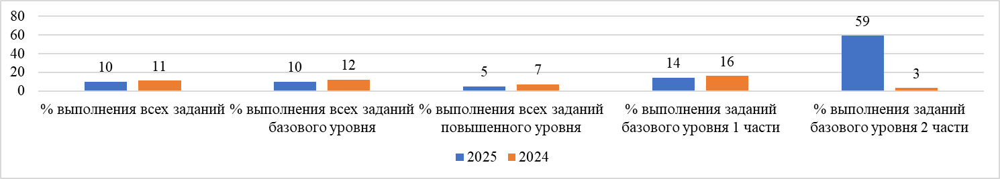 80
60
40
20
0
10
11
10
12
5
7
14
16
59
3
% выполнения всех заданий
% выполнения всех заданий
базового уровня
% выполнения всех заданий
повышенного уровня
% выполнения заданий
базового уровня 1 части
% выполнения заданий
базового уровня 2 части
2025
2024